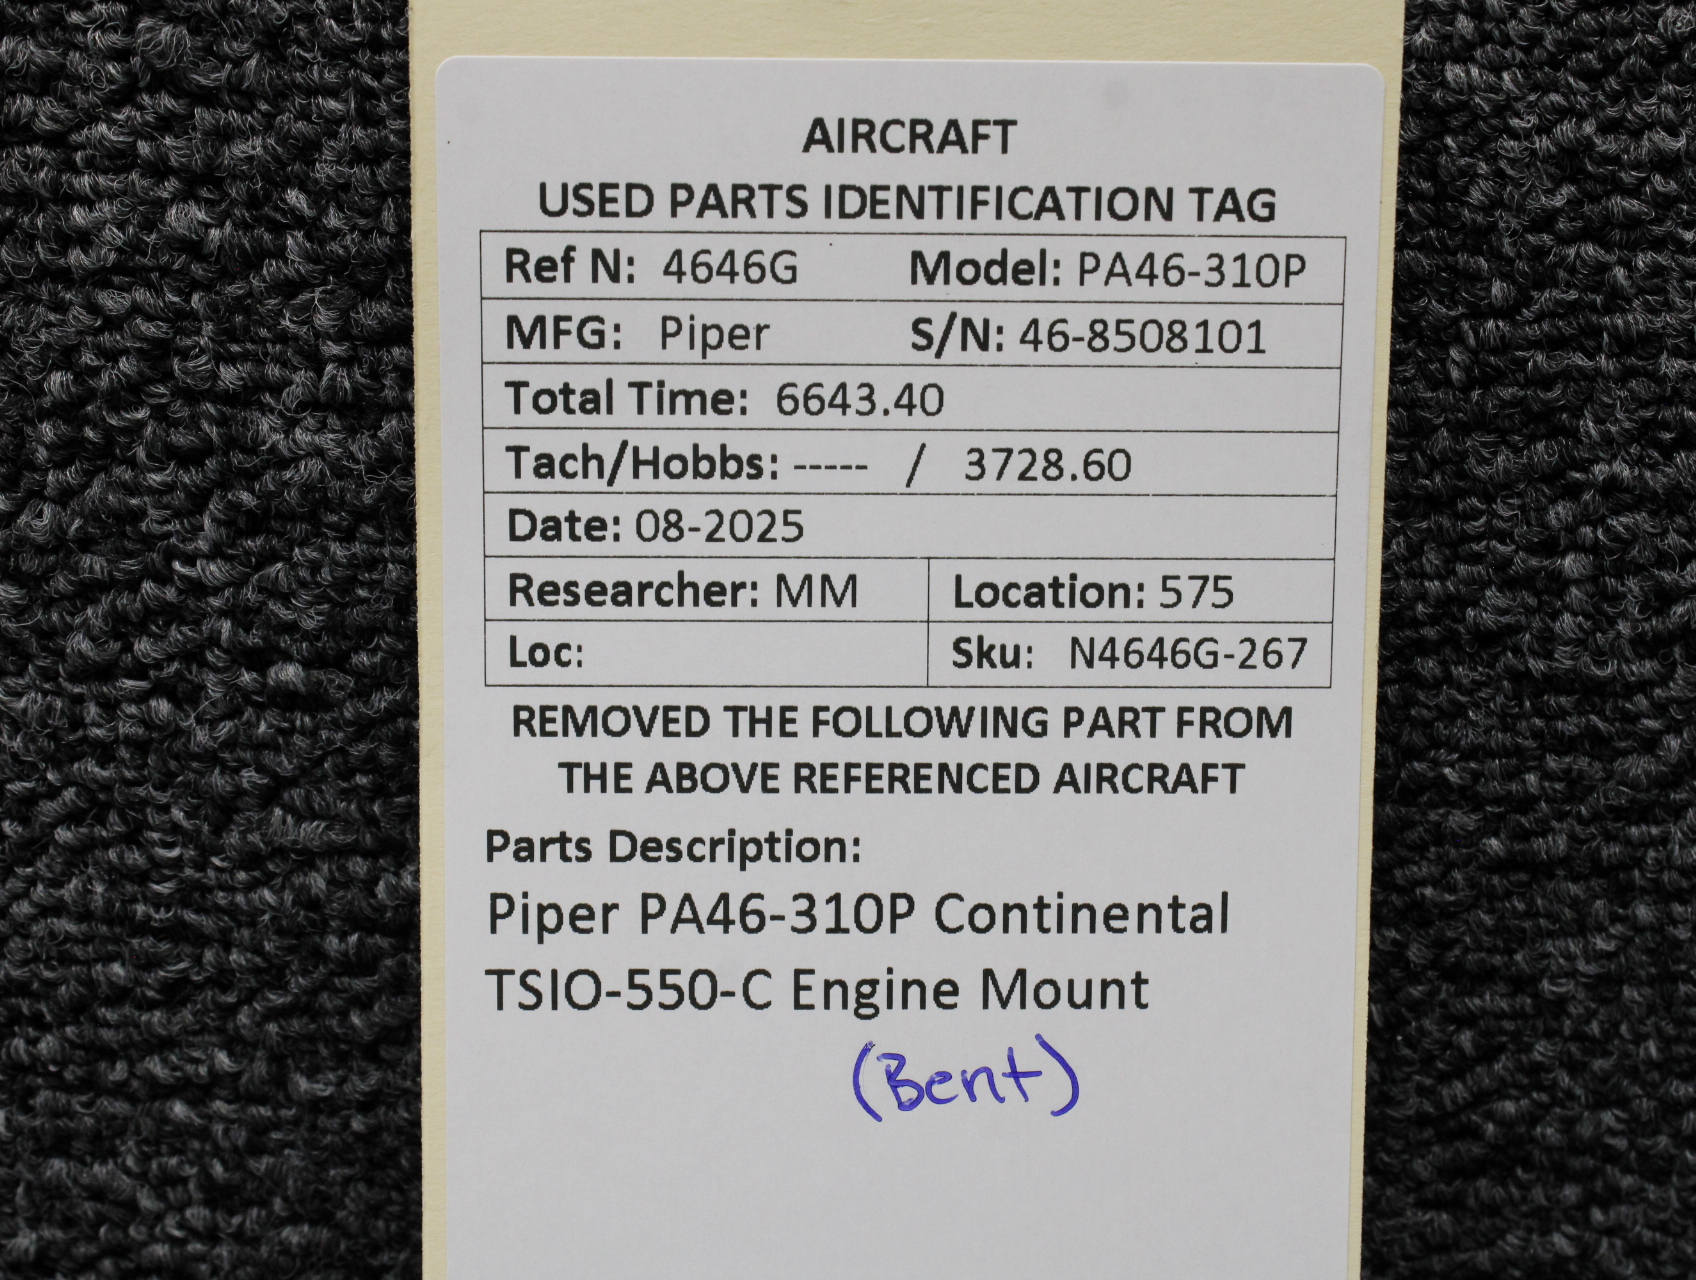 AIRCRAFT
USED PARTS IDENTIFICATION TAG
Ref N: 4646G Model: PA46-310P
MFG: Piper S/N: 46-8508101
Total Time: 6643.40
Tach/Hobbs: ----- / 3728.60
Date: 08-2025
Researcher: MM Location: 575
Loc: Sku: N4646G-267
REMOVED THE FOLLOWING PART FROM
THE ABOVE REFERENCED AIRCRAFT
Parts Description:
Piper PA46-310P Continental
TSIO-550-C Engine Mount
(Bent)